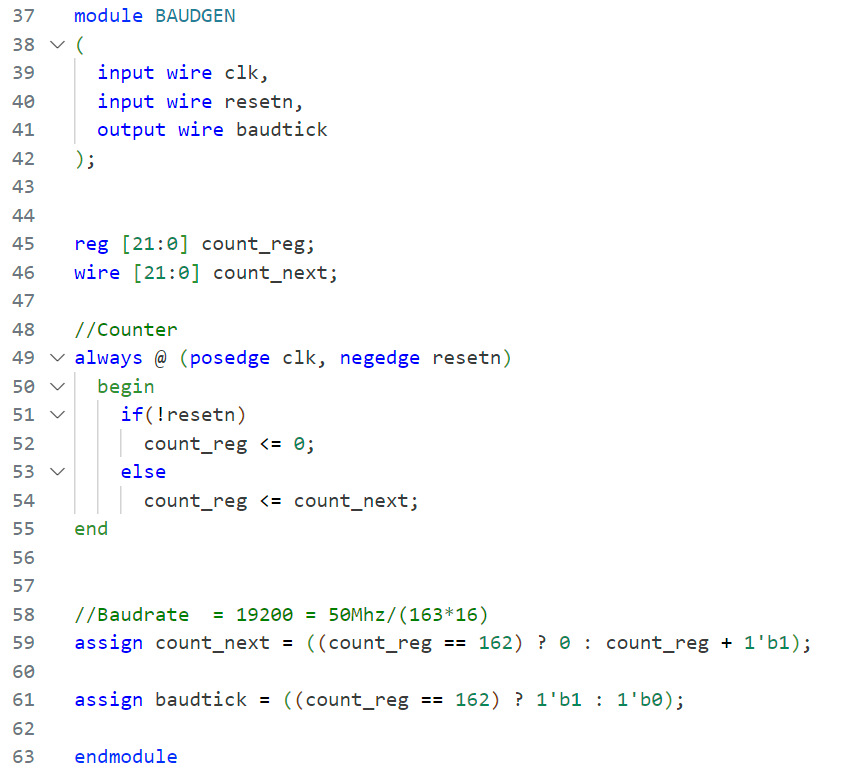 37 module BAUDGEN
38 (
39 input wire clk,
40 input wire resetn,
41 output wire baudtick
42 );
43
44
45 reg [21:0] count_reg;
46 wire [21:0] count_next;
47
48 //Counter
49 always @ (posedge clk, negedge resetn)
50 begin
51 if(!resetn)
52 count_reg <= 0;
53 else
54 count_reg <= count_next;
55 end
56
57
58 //Baudrate  = 19200 = 50Mhz/(163*16)
59 assign count_next = ((count_reg == 162) ? 0 : count_reg + 1'b1);
60
61 assign baudtick = ((count_reg == 162) ? 1'b1 : 1'b0);
62
63 endmodule